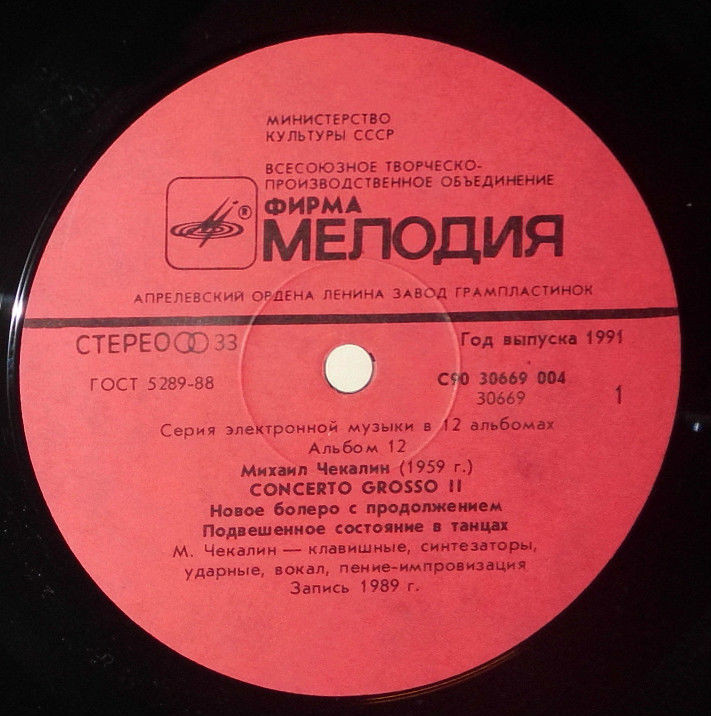 МИНИСТЕРСТВО
КУЛЬТУРЫ СССР
ВСЕСОЮЗНОЕ ТВОРЧЕСКО-
ПРОИЗВОДСТВЕННОЕ ОБЪЕДИНЕНИЕ
®
ФИРМА
МЕЛОДИЯ
АПРЕЛЕВСКИЙ ОРДЕНА ЛЕНИНА ЗАВОД ГРАМПЛАСТИНОК
СТЕРЕО 33
Год выпуска 1991
ГОСТ 5289-88
С90 30669 004
30669
1
Серия электронной музыки в 12 альбомах
Альбом 12
Михаил Чекалин (1959 г.)
CONCERTO GROSSO II
Новое болеро с продолжением
Подвешенное состояние в танцах
М. Чекалин — клавишные, синтезаторы,
ударные, вокал, пение-импровизация
Запись 1989 г.